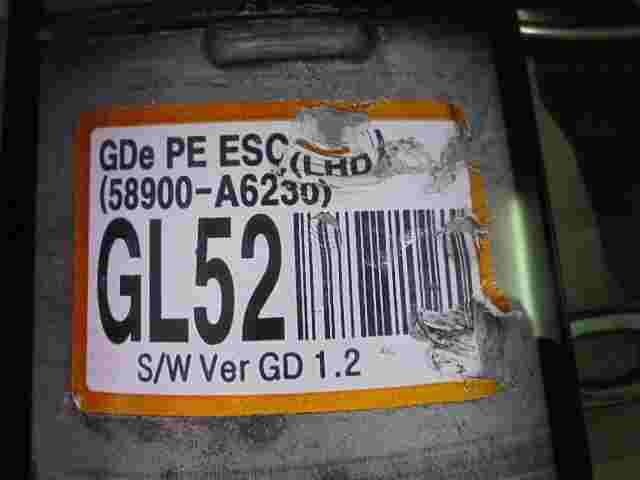 GDe PE ESC(LHD)
(58900-A6230)
GL52
S/W Ver GD 1.2